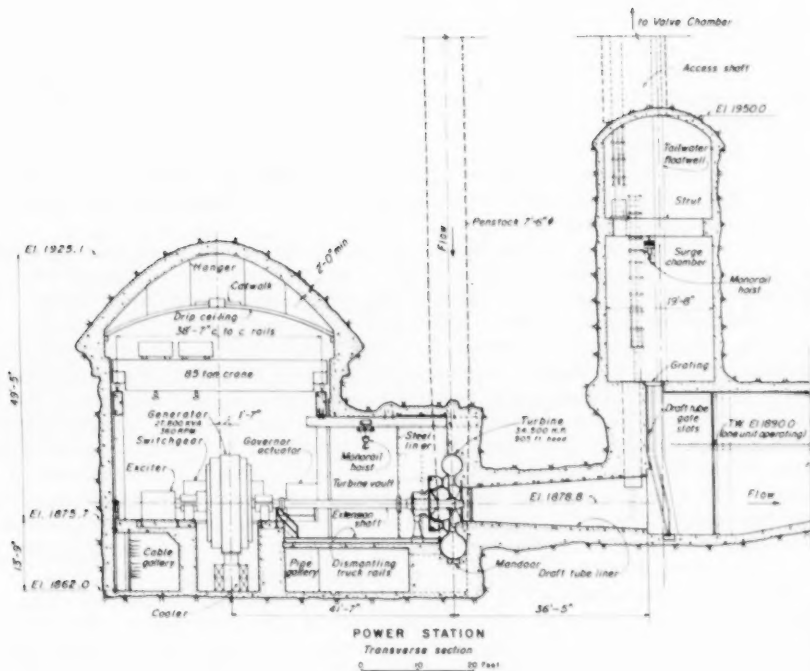 to Valve Chamber
Access shaft
El. 1950.0
Tailwater
floatwell
Strut
Surge
chamber
Monorail
hoist
19'-8"
Grating
Draft tube
gate
slots
T.W. El. 1890.0
(one unit operating)
Flow
Penstock 7'-6" ø
Flow
El. 1925.1
2'-0" min
Hanger
Catwalk
Drip ceiling
38'-7" c. to c. rails
85 ton crane
49'-5"
Generator
27,800 KVA
360 RPM
1'-7"
Switchgear
Governor
actuator
Exciter
Monorail
hoist
Steel
liner
Turbine
34,500 H.P.
905 ft. head
Turbine vault
Extension
shaft
El. 1878.8
El. 1875.7
13'-9"
Cable
gallery
Pipe
gallery
Dismantling
truck rails
Mandoor
Draft tube liner
El. 1862.0
Cooler
41'-7"
36'-5"
POWER STATION
Transverse section
0 10 20 Feet